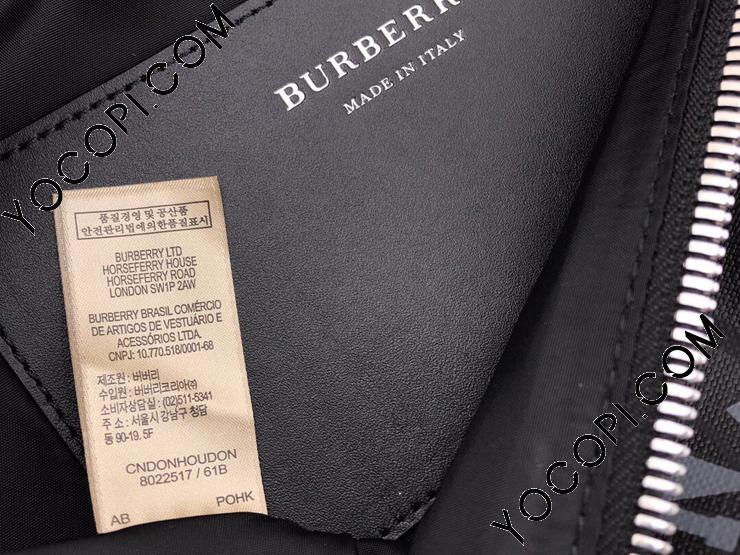 BURBERRY
MADE IN ITALY
품질경영 및 공산품
안전관리법에의한품질표시
BURBERRY LTD
HORSEFERRY HOUSE
HORSEFERRY ROAD
LONDON SW1P 2AW
BURBERRY BRASIL COMÉRCIO
DE ARTIGOS DE VESTUÁRIO E
ACESSÓRIOS LTDA.
CNPJ: 10.770.518/0001-68
제조원 : 버버리
수입원 : 버버리코리아㈜
소비자상담실 : (02)511-5341
주 소 : 서울시 강남구 청담
동 90-19. 5F
CNDONHOUDON
8022517 / 61B
AB POHK
YOCOPI.COM
YOCOPI.COM
YOCOPI.COM